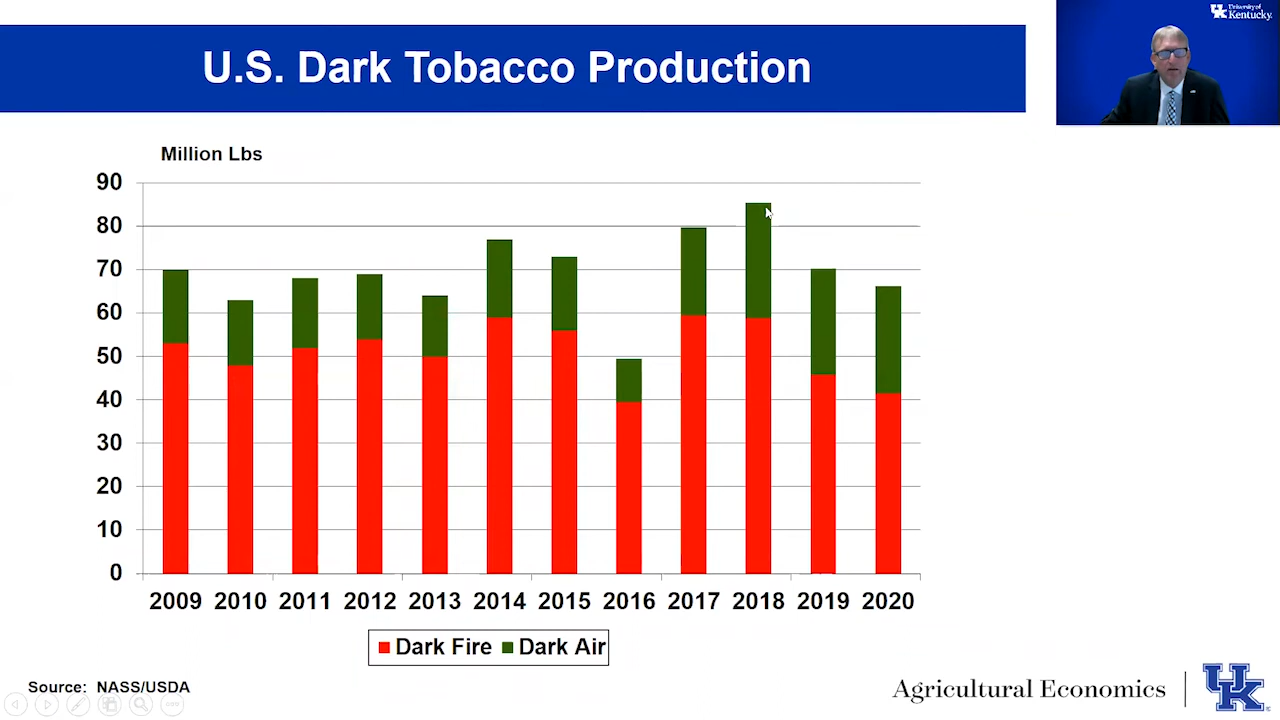 University of
Kentucky
U.S. Dark Tobacco Production
Million Lbs
90
80
70
60
50
40
30
20
10
0
2009 2010 2011 2012 2013 2014 2015 2016 2017 2018 2019 2020
Dark Fire Dark Air
Source: NASS/USDA
Agricultural Economics
UK